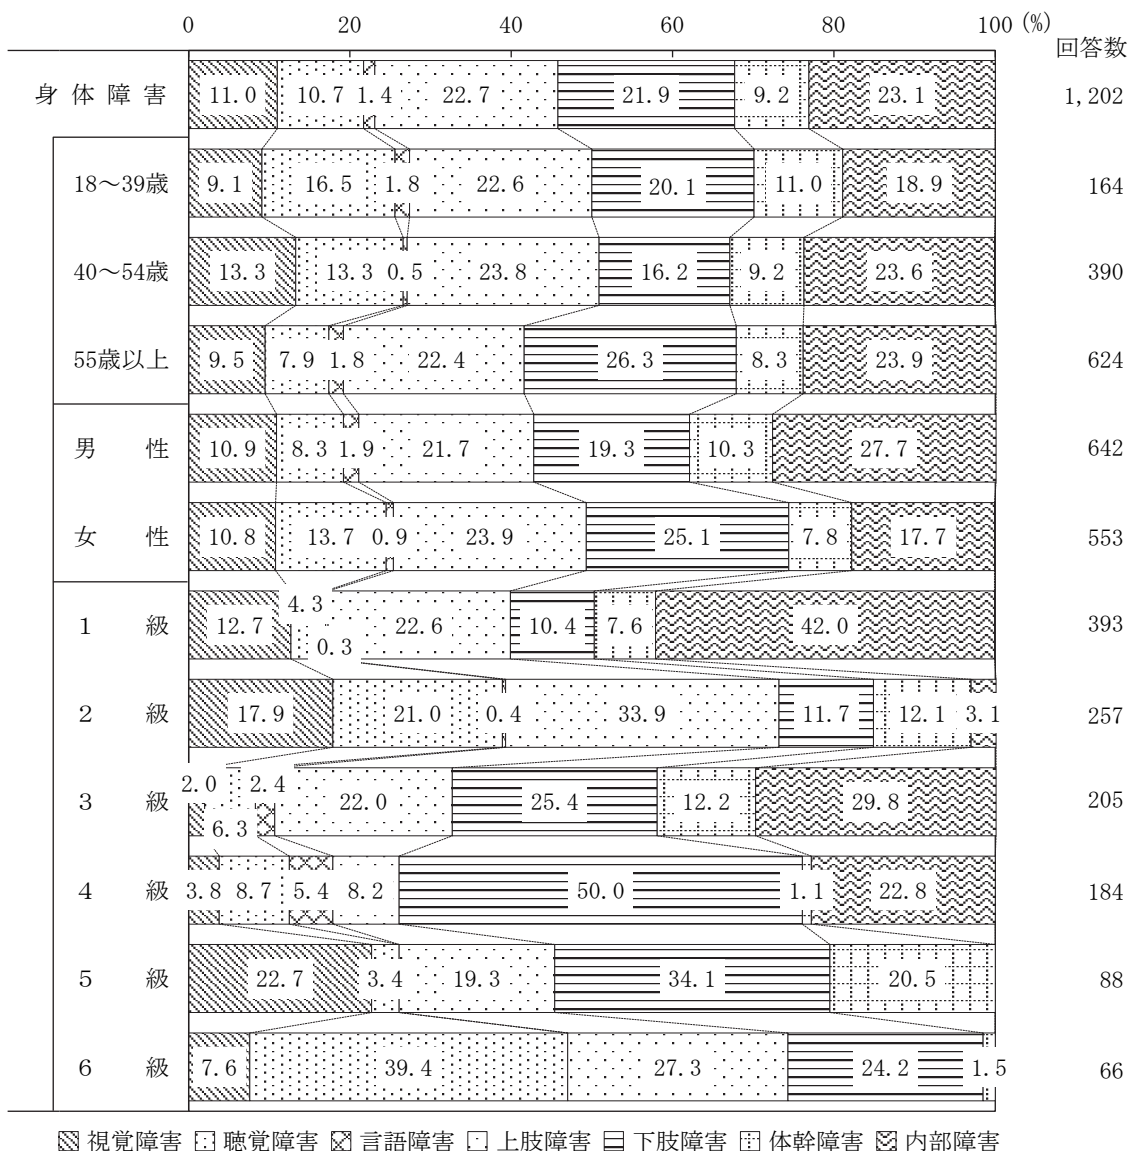 0 20 40 60 80 100 (%)
回答数
身体障害 11.0 10.7 1.4 22.7 21.9 9.2 23.1 1,202
18～39歳 9.1 16.5 1.8 22.6 20.1 11.0 18.9 164
40～54歳 13.3 13.3 0.5 23.8 16.2 9.2 23.6 390
55歳以上 9.5 7.9 1.8 22.4 26.3 8.3 23.9 624
男性 10.9 8.3 1.9 21.7 19.3 10.3 27.7 642
女性 10.8 13.7 0.9 23.9 25.1 7.8 17.7 553
1級 12.7 4.3 0.3 22.6 10.4 7.6 42.0 393
2級 17.9 21.0 0.4 33.9 11.7 12.1 3.1 257
3級 2.0 6.3 2.4 22.0 25.4 12.2 29.8 205
4級 3.8 8.7 5.4 8.2 50.0 1.1 22.8 184
5級 22.7 3.4 19.3 34.1 20.5 88
6級 7.6 39.4 27.3 24.2 1.5 66
視覚障害 聴覚障害 言語障害 上肢障害 下肢障害 体幹障害 内部障害